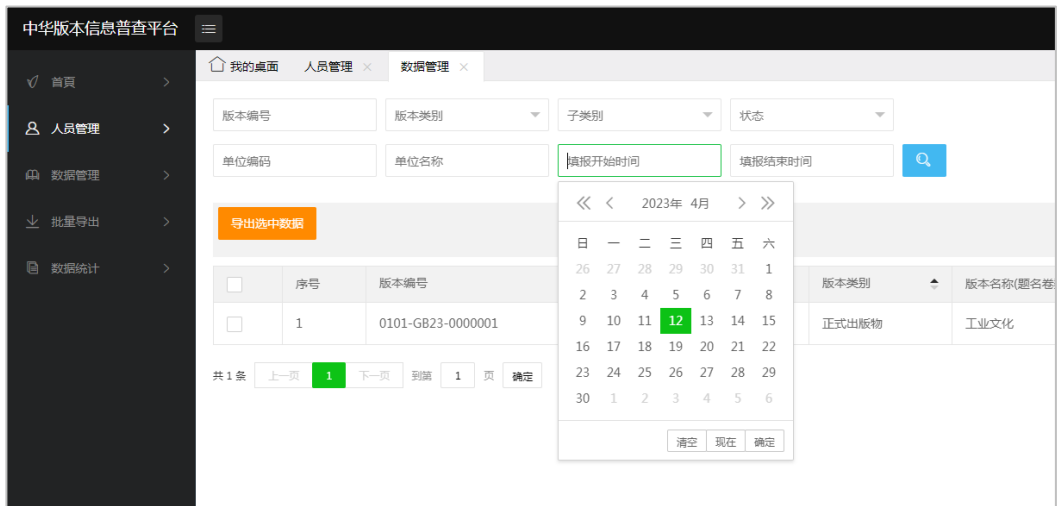 中华版本信息普查平台
我的桌面 人员管理 数据管理
首頁
人员管理
数据管理
批量导出
数据统计
版本编号 版本类别 子类别 状态
单位编码 单位名称 填报开始时间 填报结束时间
2023年 4月
导出选中数据
日 一 二 三 四 五 六
26 27 28 29 30 31 1
2 3 4 5 6 7 8
9 10 11 12 13 14 15
16 17 18 19 20 21 22
23 24 25 26 27 28 29
30 1 2 3 4 5 6
清空 现在 确定
序号 版本编号 版本类别 版本名称(题名卷
1 0101-GB23-0000001 正式出版物 工业文化
共 1 条 上一页 1 下一页 到第 1 页 确定